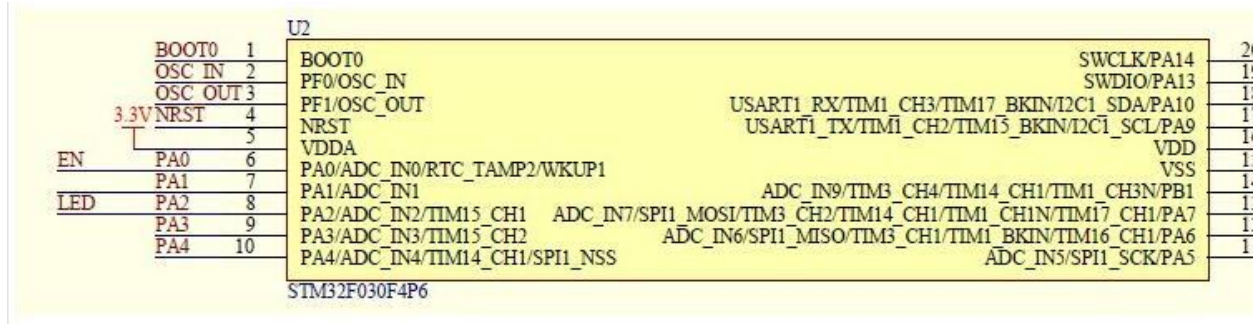 U2
BOOT0 1 BOOT0 SWCLK/PA14
OSC_IN 2 PF0/OSC_IN SWDIO/PA13
OSC_OUT 3 PF1/OSC_OUT USART1_RX/TIM1_CH3/TIM17_BKIN/I2C1_SDA/PA10
3.3V NRST 4 NRST USART1_TX/TIM1_CH2/TIM15_BKIN/I2C1_SCL/PA9
5 VDDA VDD
EN PA0 6 PA0/ADC_IN0/RTC_TAMP2/WKUP1 VSS
PA1 7 PA1/ADC_IN1 ADC_IN9/TIM3_CH4/TIM14_CH1/TIM1_CH3N/PB1
LED PA2 8 PA2/ADC_IN2/TIM15_CH1 ADC_IN7/SPI1_MOSI/TIM3_CH2/TIM14_CH1/TIM1_CH1N/TIM17_CH1/PA7
PA3 9 PA3/ADC_IN3/TIM15_CH2 ADC_IN6/SPI1_MISO/TIM3_CH1/TIM1_BKIN/TIM16_CH1/PA6
PA4 10 PA4/ADC_IN4/TIM14_CH1/SPI1_NSS ADC_IN5/SPI1_SCK/PA5
STM32F030F4P6